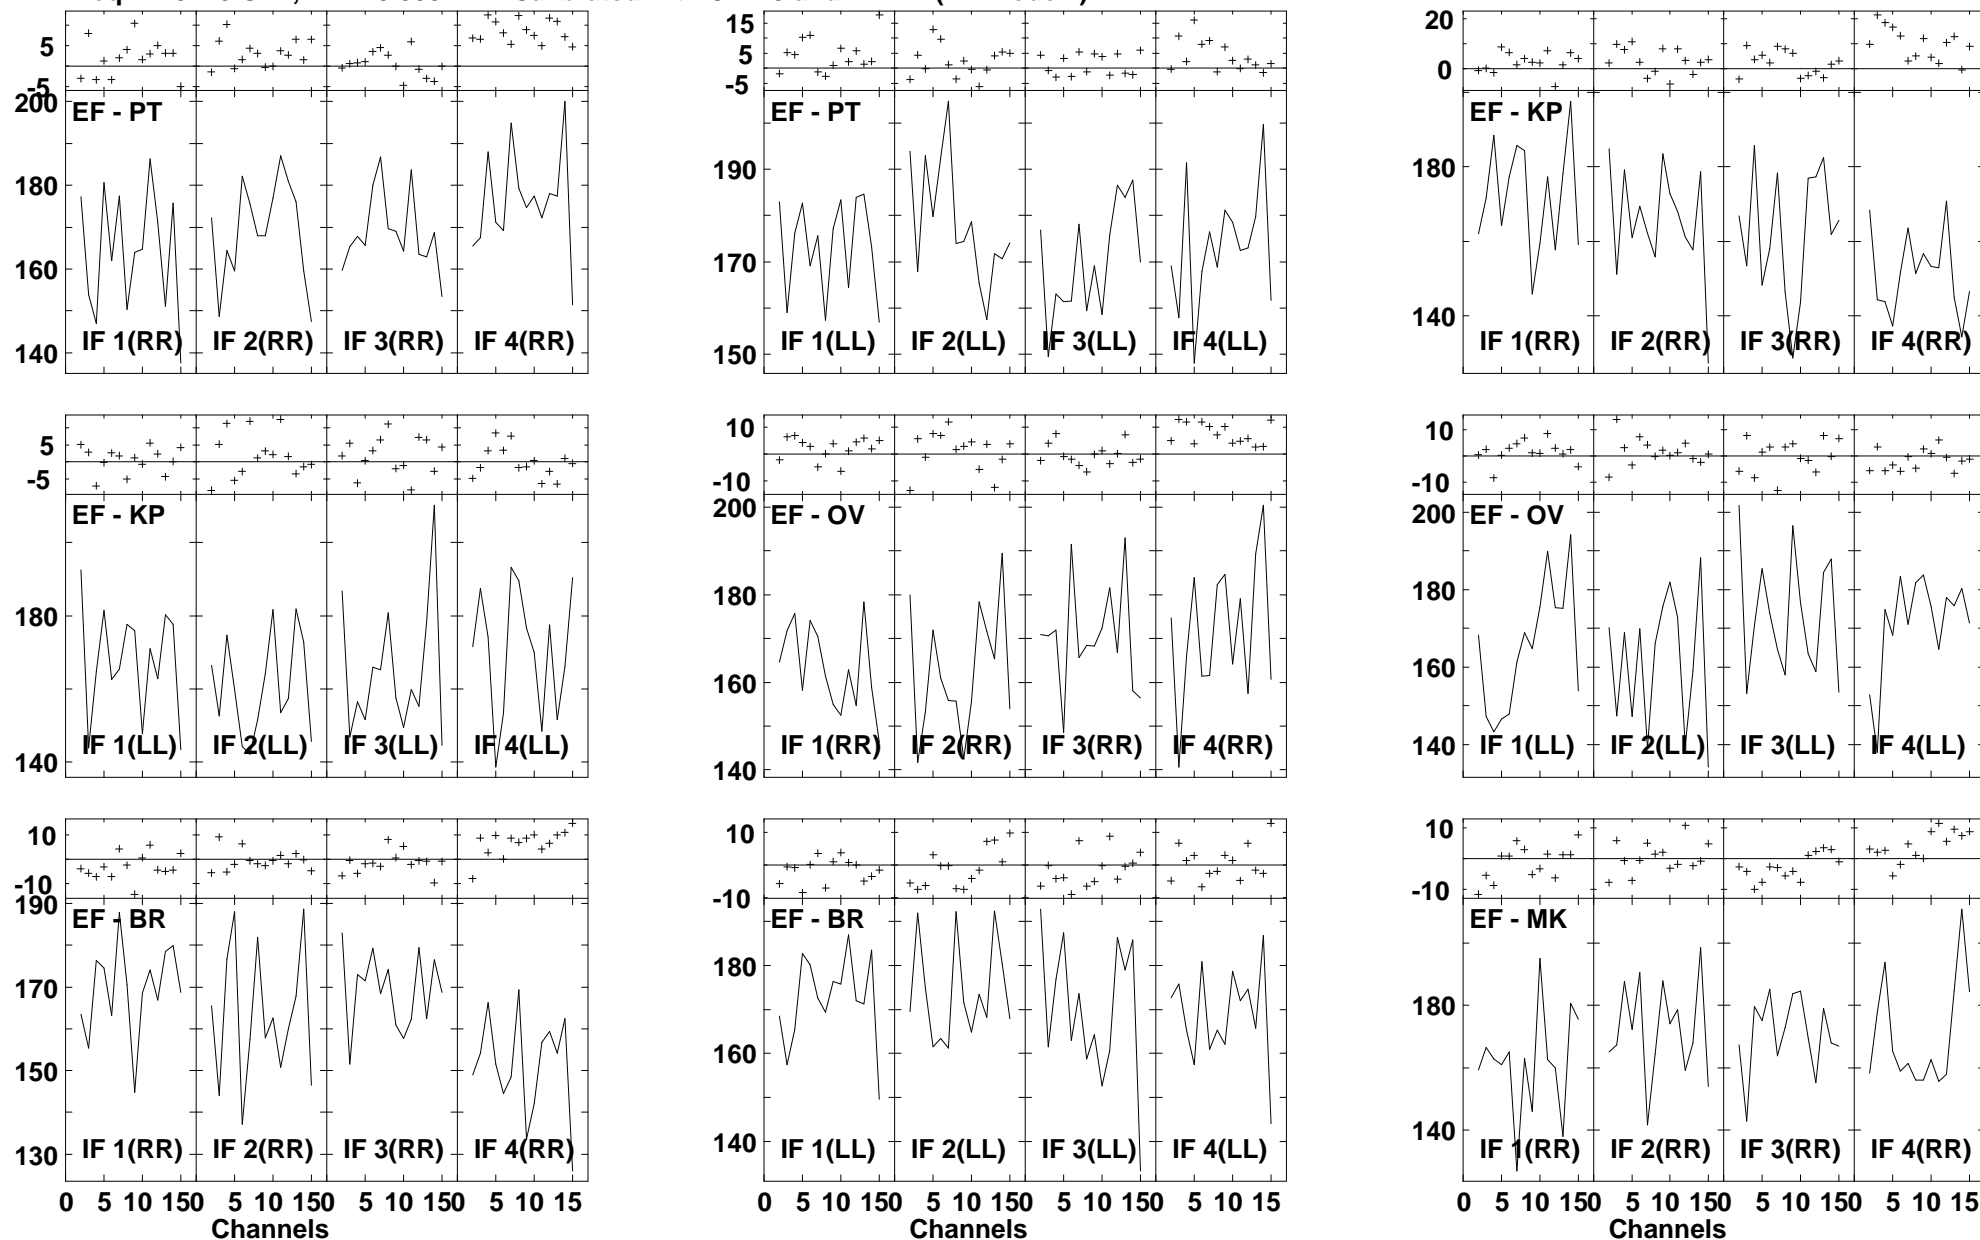 5
-5
15
5
-5
20
0
200
180
160
140
EF - PT
IF 1(RR) IF 2(RR) IF 3(RR) IF 4(RR)
190
170
150
EF - PT
IF 1(LL) IF 2(LL) IF 3(LL) IF 4(LL)
180
140
EF - KP
IF 1(RR) IF 2(RR) IF 3(RR) IF 4(RR)
5
-5
10
-10
10
-10
180
140
EF - KP
IF 1(LL) IF 2(LL) IF 3(LL) IF 4(LL)
200
180
160
140
EF - OV
IF 1(RR) IF 2(RR) IF 3(RR) IF 4(RR)
200
180
160
140
EF - OV
IF 1(LL) IF 2(LL) IF 3(LL) IF 4(LL)
10
-10
10
-10
10
-10
190
170
150
130
EF - BR
IF 1(RR) IF 2(RR) IF 3(RR) IF 4(RR)
180
160
140
EF - BR
IF 1(LL) IF 2(LL) IF 3(LL) IF 4(LL)
180
140
EF - MK
IF 1(RR) IF 2(RR) IF 3(RR) IF 4(RR)
0 5 10 150 5 10 150 5 10 150 5 10 15
Channels
0 5 10 150 5 10 150 5 10 150 5 10 15
Channels
0 5 10 150 5 10 150 5 10 150 5 10 15
Channels